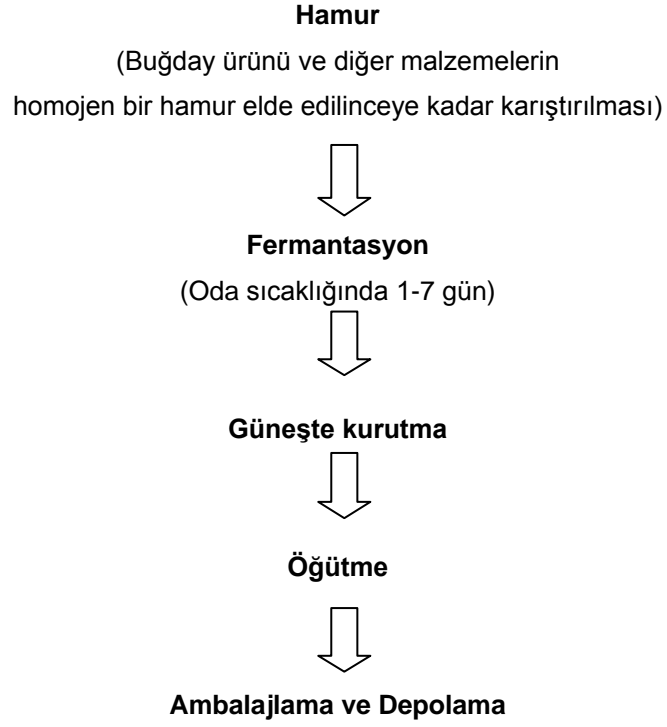 Hamur
(Buğday ürünü ve diğer malzemelerin
homojen bir hamur elde edilinceye kadar karıştırılması)
Fermantasyon
(Oda sıcaklığında 1-7 gün)
Güneşte kurutma
Öğütme
Ambalajlama ve Depolama